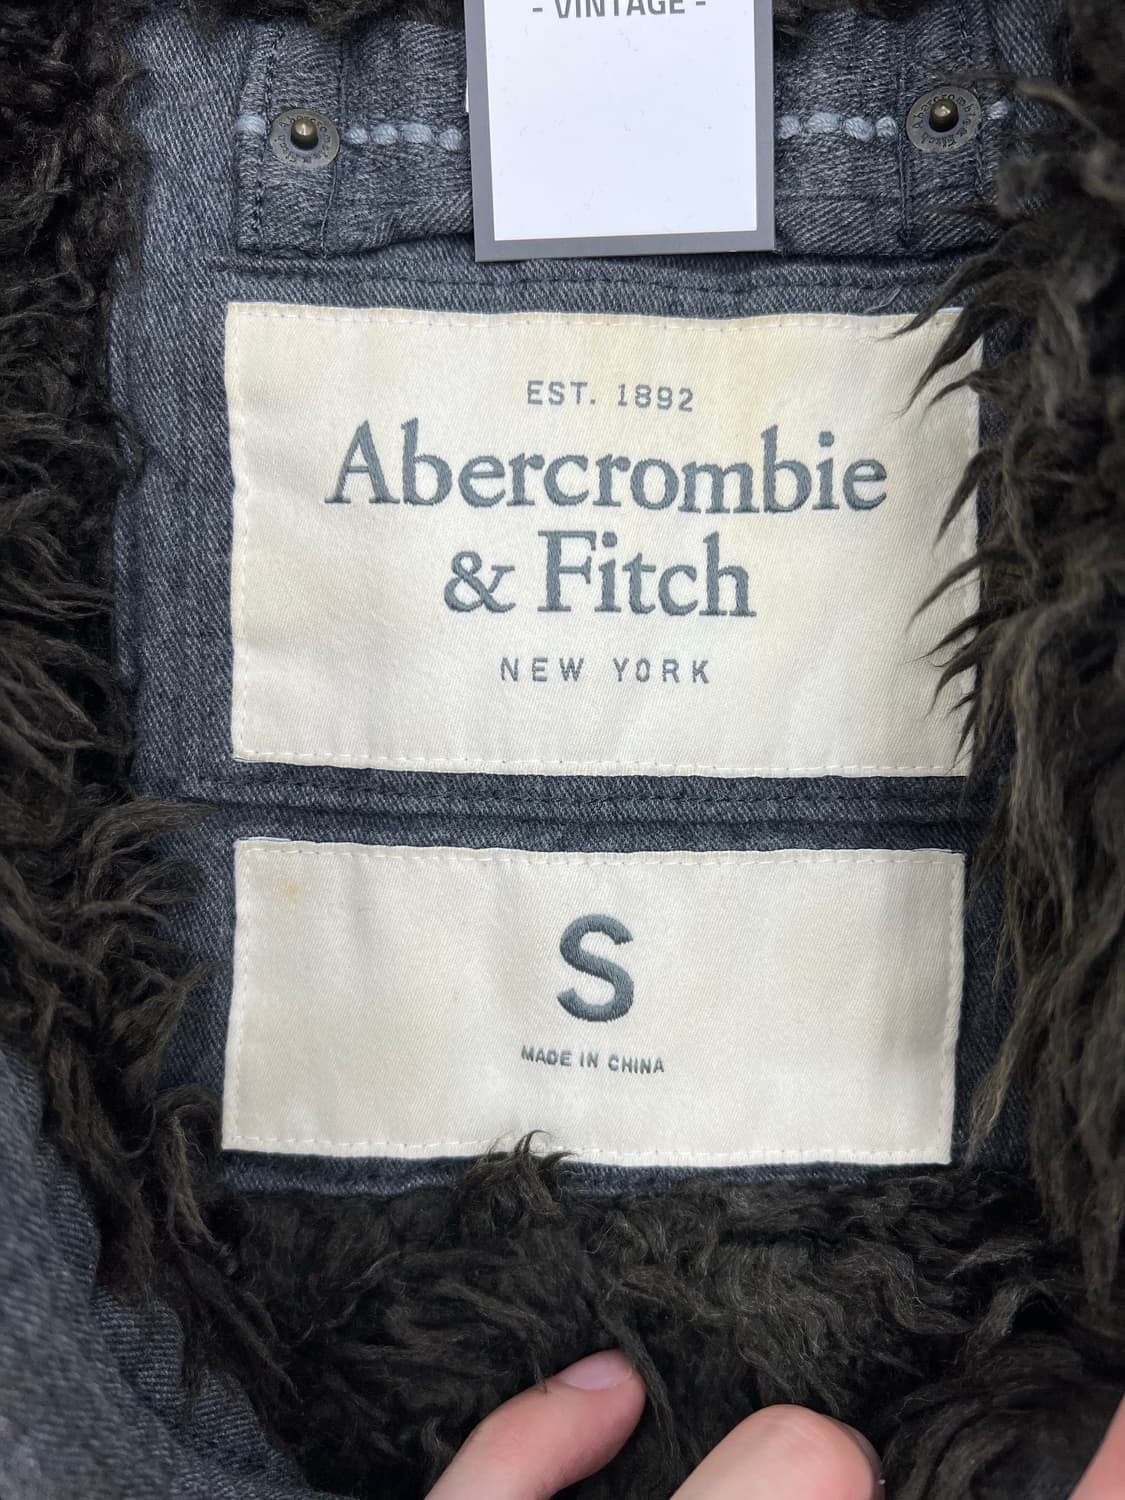 - VINTAGE -
EST. 1892
Abercrombie
& Fitch
NEW YORK
S
MADE IN CHINA